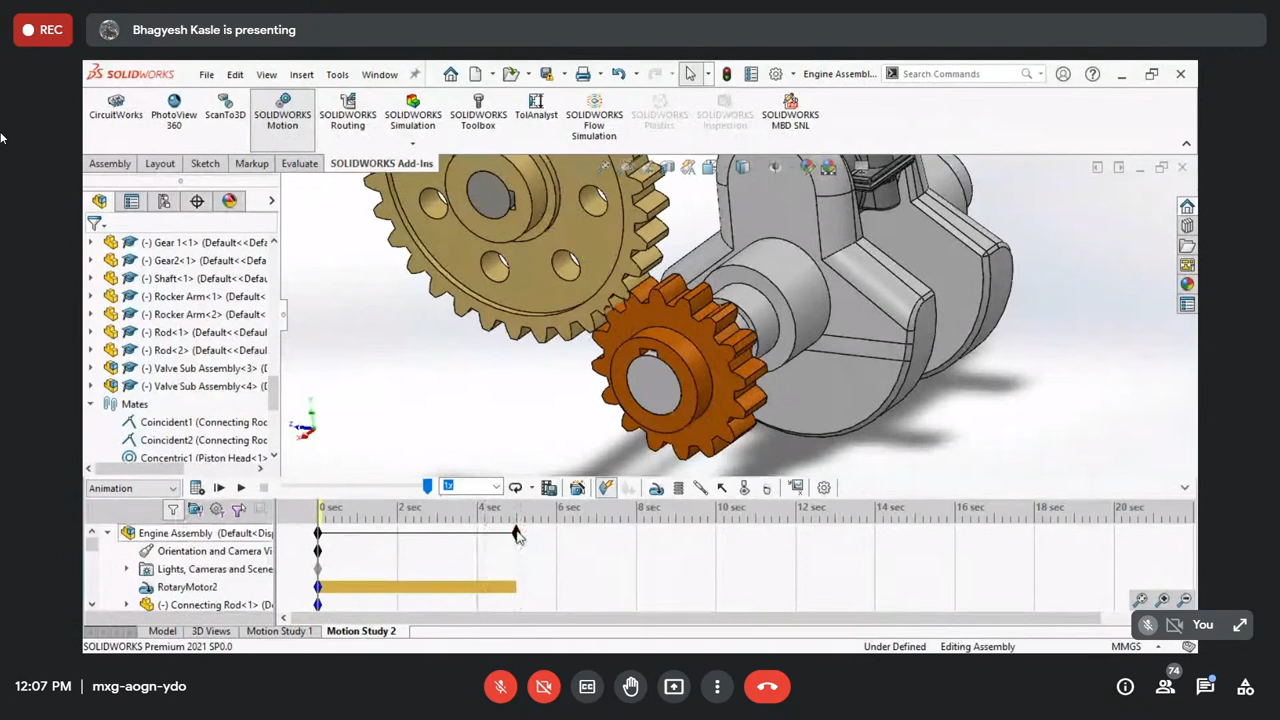 REC
Bhagyesh Kasle is presenting
SOLIDWORKS
File Edit View Insert Tools Window
Engine Assembl...
Search Commands
CircuitWorks
PhotoView 360
ScanTo3D
SOLIDWORKS Motion
SOLIDWORKS Routing
SOLIDWORKS Simulation
SOLIDWORKS Toolbox
TolAnalyst
SOLIDWORKS Flow Simulation
SOLIDWORKS Plastics
SOLIDWORKS Inspection
SOLIDWORKS MBD SNL
Assembly Layout Sketch Markup Evaluate SOLIDWORKS Add-Ins
(-) Gear 1<1> (Default<<Defa
(-) Gear2<1> (Default<<Defa
(-) Shaft<1> (Default<<Defau
(-) Rocker Arm<1> (Default<
(-) Rocker Arm<2> (Default<
(-) Rod<1> (Default<<Defaul
(-) Rod<2> (Default<<Defaul
(-) Valve Sub Assembly<3> (
(-) Valve Sub Assembly<4> (
Mates
Coincident1 (Connecting Roc
Coincident2 (Connecting Roc
Concentric1 (Piston Head<1>
Animation
1x
0 sec 2 sec 4 sec 6 sec 8 sec 10 sec 12 sec 14 sec 16 sec 18 sec 20 sec
Engine Assembly (Default<Disp
Orientation and Camera Vi
Lights, Cameras and Scene
RotaryMotor2
(-) Connecting Rod<1> (De
You
Model 3D Views Motion Study 1 Motion Study 2
SOLIDWORKS Premium 2021 SP0.0
Under Defined Editing Assembly MMGS
74
12:07 PM mxg-aogn-ydo